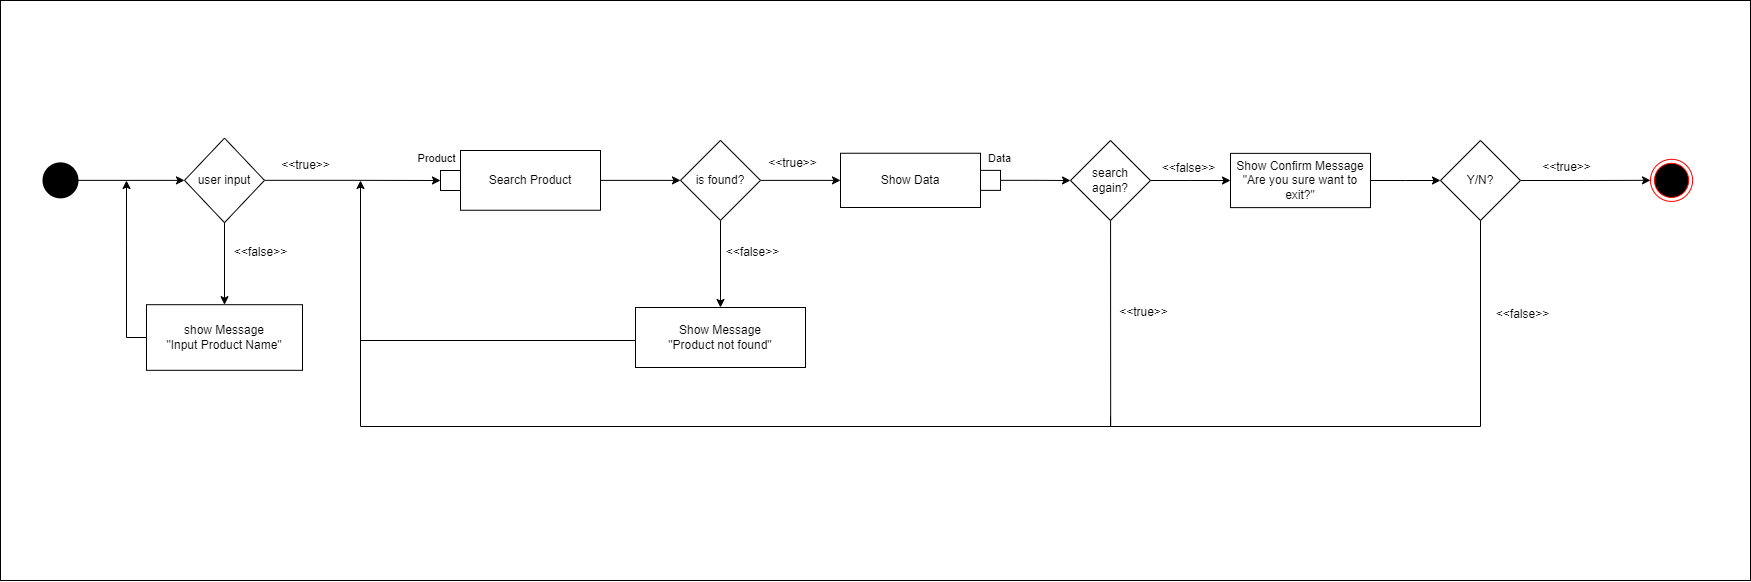 user input
<<true>>
<<false>>
show Message
"Input Product Name"
Product
Search Product
is found?
<<true>>
<<false>>
Show Message
"Product not found"
Show Data
Data
search
again?
<<false>>
<<true>>
Show Confirm Message
"Are you sure want to
exit?"
Y/N?
<<true>>
<<false>>